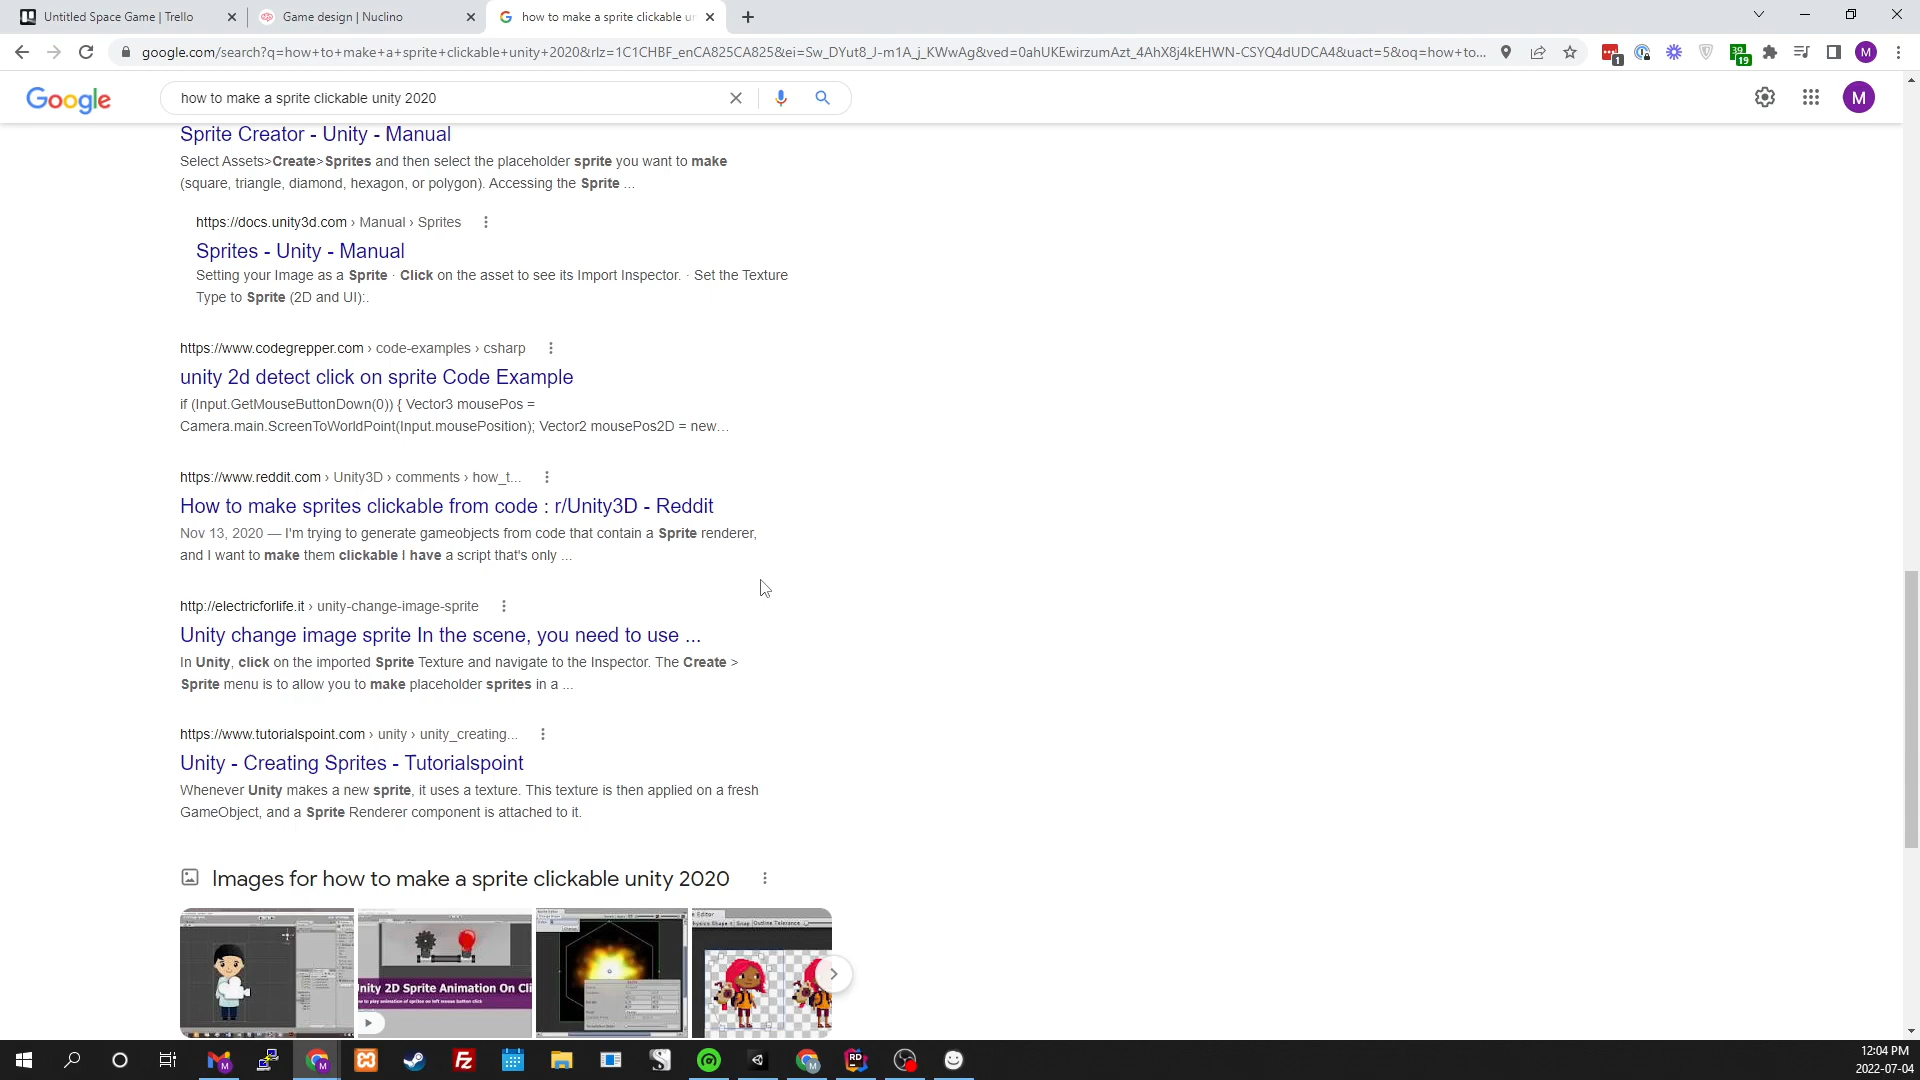 Untitled Space Game | Trello
Game design | Nuclino
how to make a sprite clickable un
google.com/search?q=how+to+make+a+sprite+clickable+unity+2020&rlz=1C1CHBF_enCA825CA825&ei=Sw_DYut8_J-m1A_j_KWwAg&ved=0ahUKEwirzumAzt_4AhX8j4kEHWN-CSYQ4dUDCA4&uact=5&oq=how+to...
1
39
19
M
Google
how to make a sprite clickable unity 2020
M
Sprite Creator - Unity - Manual
Select Assets>Create>Sprites and then select the placeholder sprite you want to make
(square, triangle, diamond, hexagon, or polygon). Accessing the Sprite ...
https://docs.unity3d.com › Manual › Sprites
Sprites - Unity - Manual
Setting your Image as a Sprite · Click on the asset to see its Import Inspector. · Set the Texture
Type to Sprite (2D and UI):.
https://www.codegrepper.com › code-examples › csharp
unity 2d detect click on sprite Code Example
if (Input.GetMouseButtonDown(0)) { Vector3 mousePos =
Camera.main.ScreenToWorldPoint(Input.mousePosition); Vector2 mousePos2D = new...
https://www.reddit.com › Unity3D › comments › how_t...
How to make sprites clickable from code : r/Unity3D - Reddit
Nov 13, 2020 — I'm trying to generate gameobjects from code that contain a Sprite renderer,
and I want to make them clickable I have a script that's only ...
http://electricforlife.it › unity-change-image-sprite
Unity change image sprite In the scene, you need to use ...
In Unity, click on the imported Sprite Texture and navigate to the Inspector. The Create >
Sprite menu is to allow you to make placeholder sprites in a ...
https://www.tutorialspoint.com › unity › unity_creating...
Unity - Creating Sprites - Tutorialspoint
Whenever Unity makes a new sprite, it uses a texture. This texture is then applied on a fresh
GameObject, and a Sprite Renderer component is attached to it.
Images for how to make a sprite clickable unity 2020
Editor
Physics Shape Snap Outline Tolerance
nity 2D Sprite Animation On Cli
12:04 PM
2022-07-04